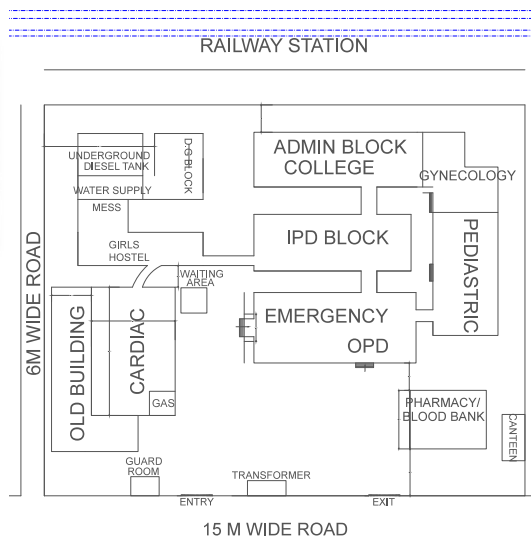 RAILWAY STATION
ADMIN BLOCK
COLLEGE
UNDERGROUND
DIESEL TANK
D.G BLOCK
GYNECOLOGY
WATER SUPPLY
MESS
IPD BLOCK
PEDIASTRIC
GIRLS
HOSTEL
WAITING
AREA
6M WIDE ROAD
OLD BUILDING
CARDIAC
EMERGENCY
OPD
GAS
PHARMACY/
BLOOD BANK
CANTEEN
GUARD
ROOM
TRANSFORMER
ENTRY
EXIT
15 M WIDE ROAD